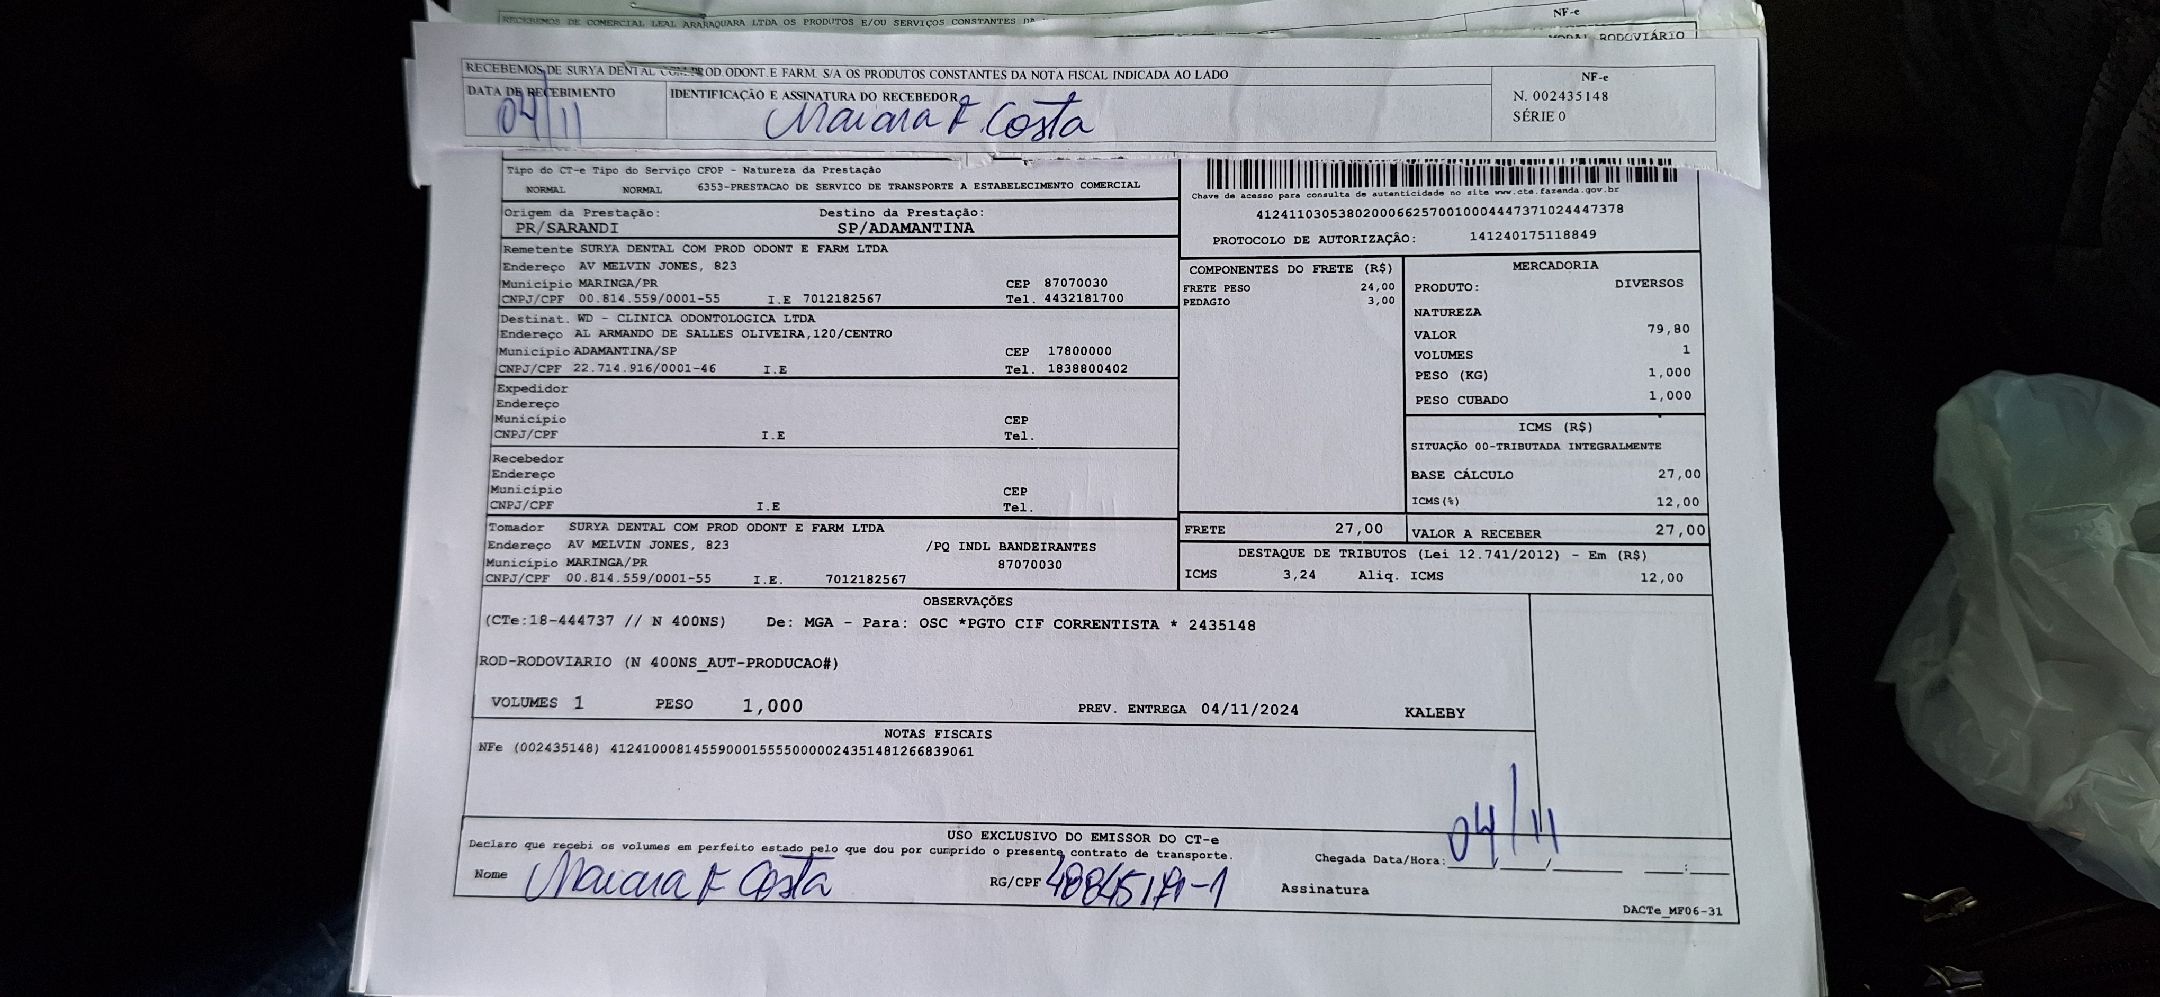 RECEBEMOS DE COMERCIAL LEAL ARARAQUARA LTDA OS PRODUTOS E/OU SERVIÇOS CONSTANTES DA
NF-e
MODAL RODOVIÁRIO
RECEBEMOS DE SURYA DENTAL COM PROD ODONT E FARM. S/A OS PRODUTOS CONSTANTES DA NOTA FISCAL INDICADA AO LADO
DATA DE RECEBIMENTO
04/11
IDENTIFICAÇÃO E ASSINATURA DO RECEBEDOR
Maiara F. Costa
NF-e
N. 002435148
SÉRIE 0
Tipo do CT-e Tipo do Serviço CFOP - Natureza da Prestação
NORMAL NORMAL 6353-PRESTACAO DE SERVICO DE TRANSPORTE A ESTABELECIMENTO COMERCIAL
Chave de acesso para consulta de autenticidade no site www.cte.fazenda.gov.br
41241103053802000662570010004447371024447378
PROTOCOLO DE AUTORIZAÇÃO: 141240175118849
Origem da Prestação: Destino da Prestação:
PR/SARANDI SP/ADAMANTINA
Remetente SURYA DENTAL COM PROD ODONT E FARM LTDA
Endereço AV MELVIN JONES, 823
Município MARINGA/PR CEP 87070030
CNPJ/CPF 00.814.559/0001-55 I.E 7012182567 Tel. 4432181700
Destinat. WD - CLINICA ODONTOLOGICA LTDA
Endereço AL ARMANDO DE SALLES OLIVEIRA,120/CENTRO
Município ADAMANTINA/SP CEP 17800000
CNPJ/CPF 22.714.916/0001-46 I.E Tel. 1838800402
Expedidor
Endereço
Município CEP
CNPJ/CPF I.E Tel.
Recebedor
Endereço
Município CEP
CNPJ/CPF I.E Tel.
Tomador SURYA DENTAL COM PROD ODONT E FARM LTDA
Endereço AV MELVIN JONES, 823 /PQ INDL BANDEIRANTES
Município MARINGA/PR 87070030
CNPJ/CPF 00.814.559/0001-55 I.E. 7012182567
COMPONENTES DO FRETE (R$)
FRETE PESO 24,00
PEDAGIO 3,00
MERCADORIA
PRODUTO: DIVERSOS
NATUREZA
VALOR 79,80
VOLUMES 1
PESO (KG) 1,000
PESO CUBADO 1,000
ICMS (R$)
SITUAÇÃO 00-TRIBUTADA INTEGRALMENTE
BASE CÁLCULO 27,00
ICMS(%) 12,00
FRETE 27,00 VALOR A RECEBER 27,00
DESTAQUE DE TRIBUTOS (Lei 12.741/2012) - Em (R$)
ICMS 3,24 Aliq. ICMS 12,00
OBSERVAÇÕES
(CTe:18-444737 // N 400NS) De: MGA - Para: OSC *PGTO CIF CORRENTISTA * 2435148
ROD-RODOVIARIO (N 400NS_AUT-PRODUCAO#)
VOLUMES 1 PESO 1,000 PREV. ENTREGA 04/11/2024 KALEBY
NOTAS FISCAIS
NFe (002435148) 41241000814559000155550000024351481266839061
USO EXCLUSIVO DO EMISSOR DO CT-e
Declaro que recebi os volumes em perfeito estado pelo que dou por cumprido o presente contrato de transporte.
Chegada Data/Hora: 04/11
Nome Maiara F Costa RG/CPF
Assinatura
DACTe_MF06-31